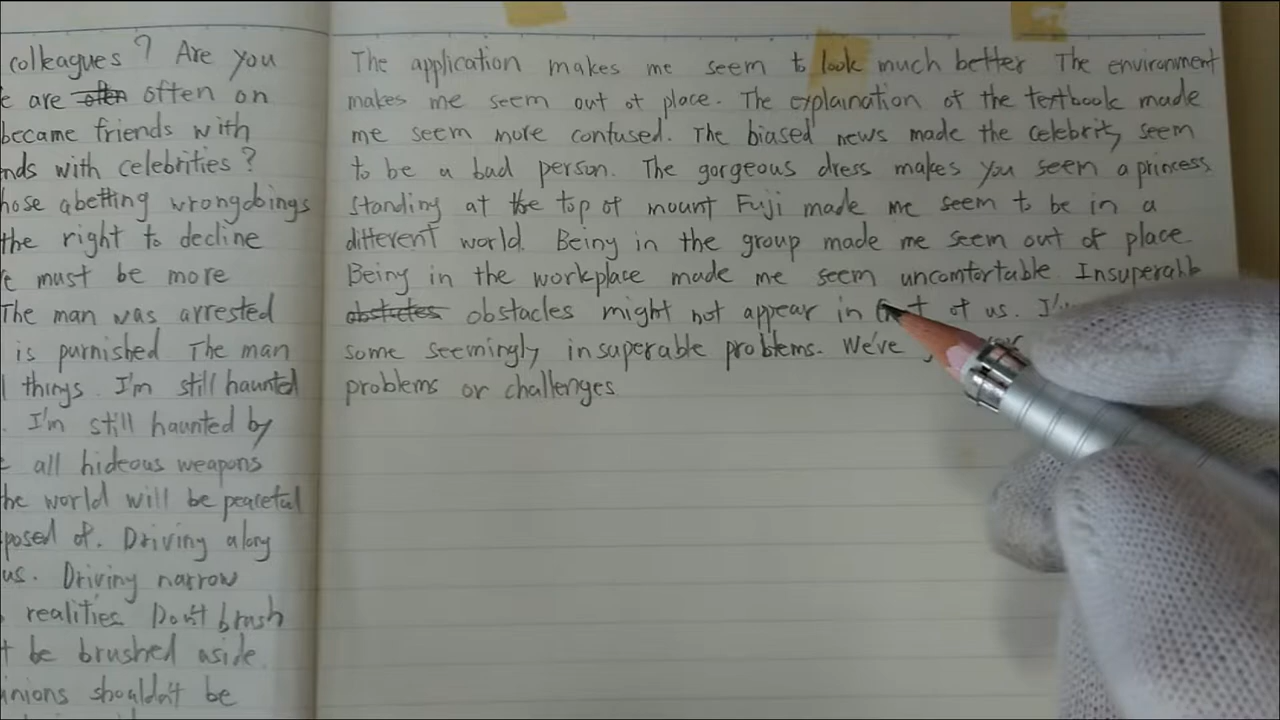 colleagues? Are you
are often often on
became friends with
nds with celebrities?
hose abetting wrongobings
the right to decline
must be more
The man was arrested
is purnished. The man
things. I'm still haunted
. I'm still haunted by
all hideous weapons
he world will be peaceful
posed of. Driving along
us. Driving narrow
realities. Don't brush
t be brushed aside.
inions shouldn't be
The application makes me seem to look much better The environment
makes me seem out of place. The explaination of the textbook made
me seem more confused. The biased news made the celebrity seem
to be a bad person. The gorgeous dress makes you seem a princess
Standing at the top of mount Fuji made me seem to be in a
different world. Being in the group made me seem out of place.
Being in the workplace made me seem uncomfortable. Insuperable
obstctes obstacles might not appear in of us.
some seemingly insuperable problems. We've
problems or challenges.